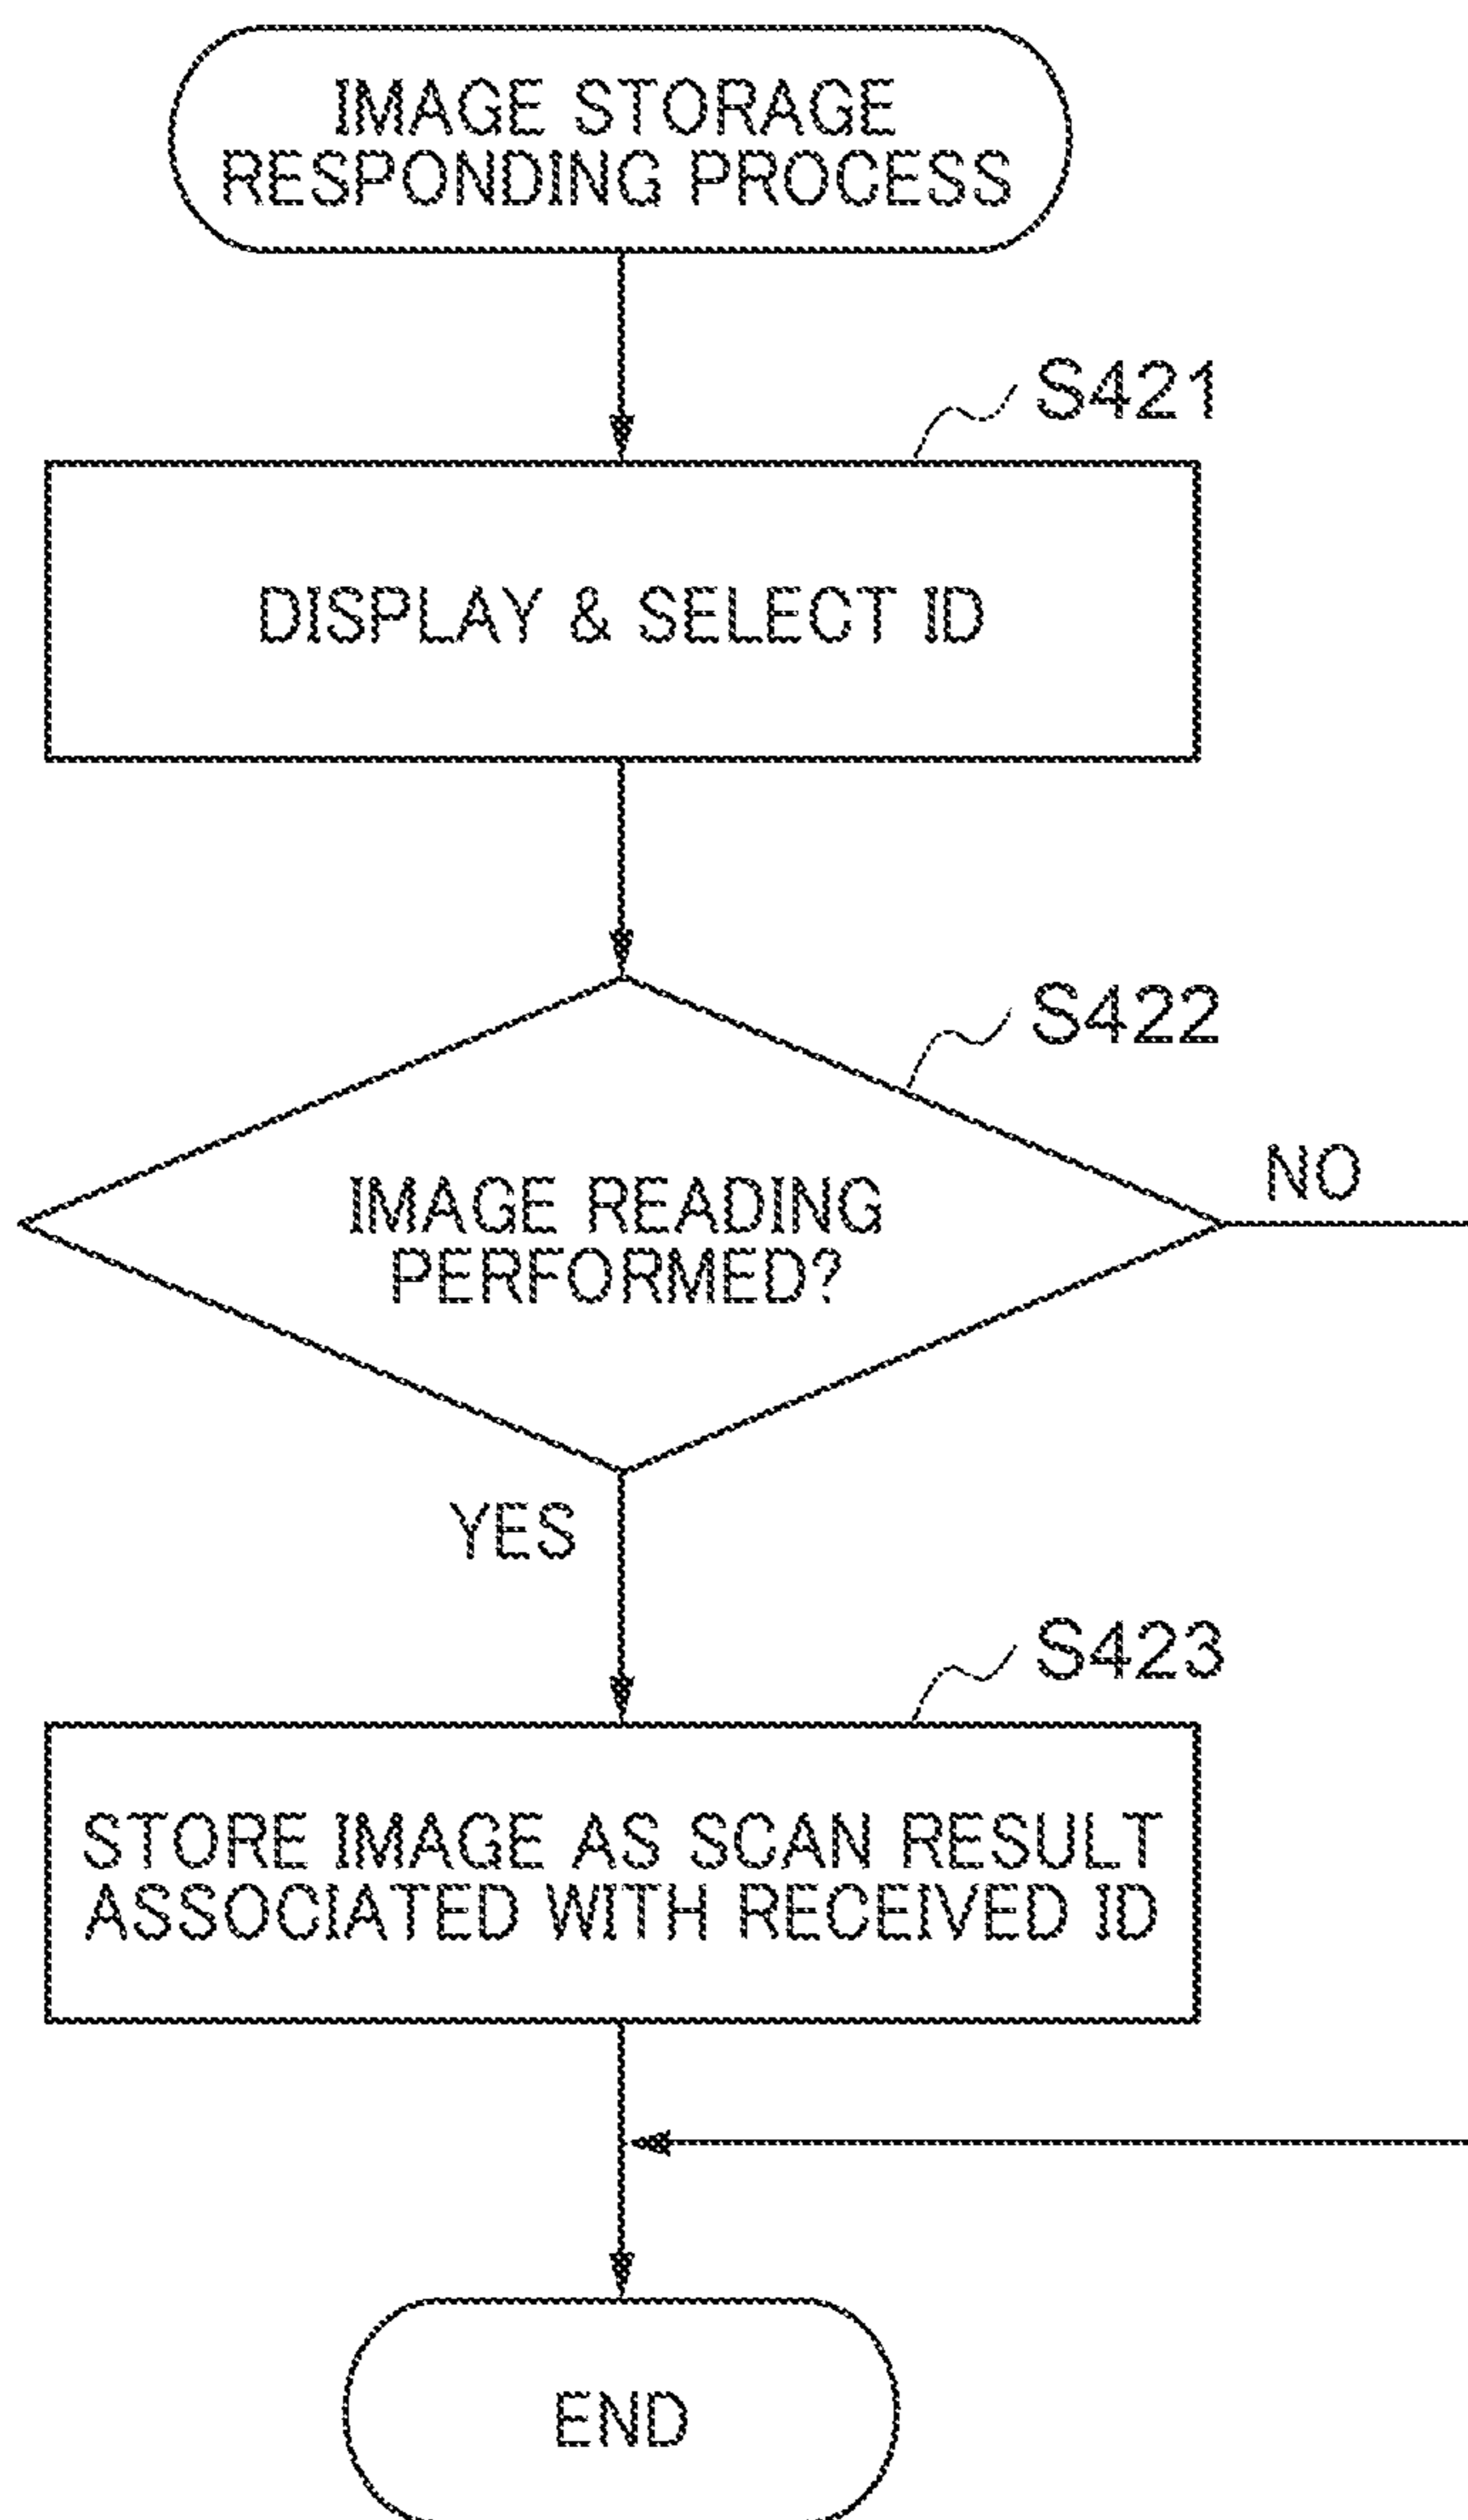 IMAGE STORAGE
RESPONDING PROCESS
S421
DISPLAY & SELECT ID
S422
NO
IMAGE READING
PERFORMED?
YES
S423
STORE IMAGE AS SCAN RESULT
ASSOCIATED WITH RECEIVED ID
END